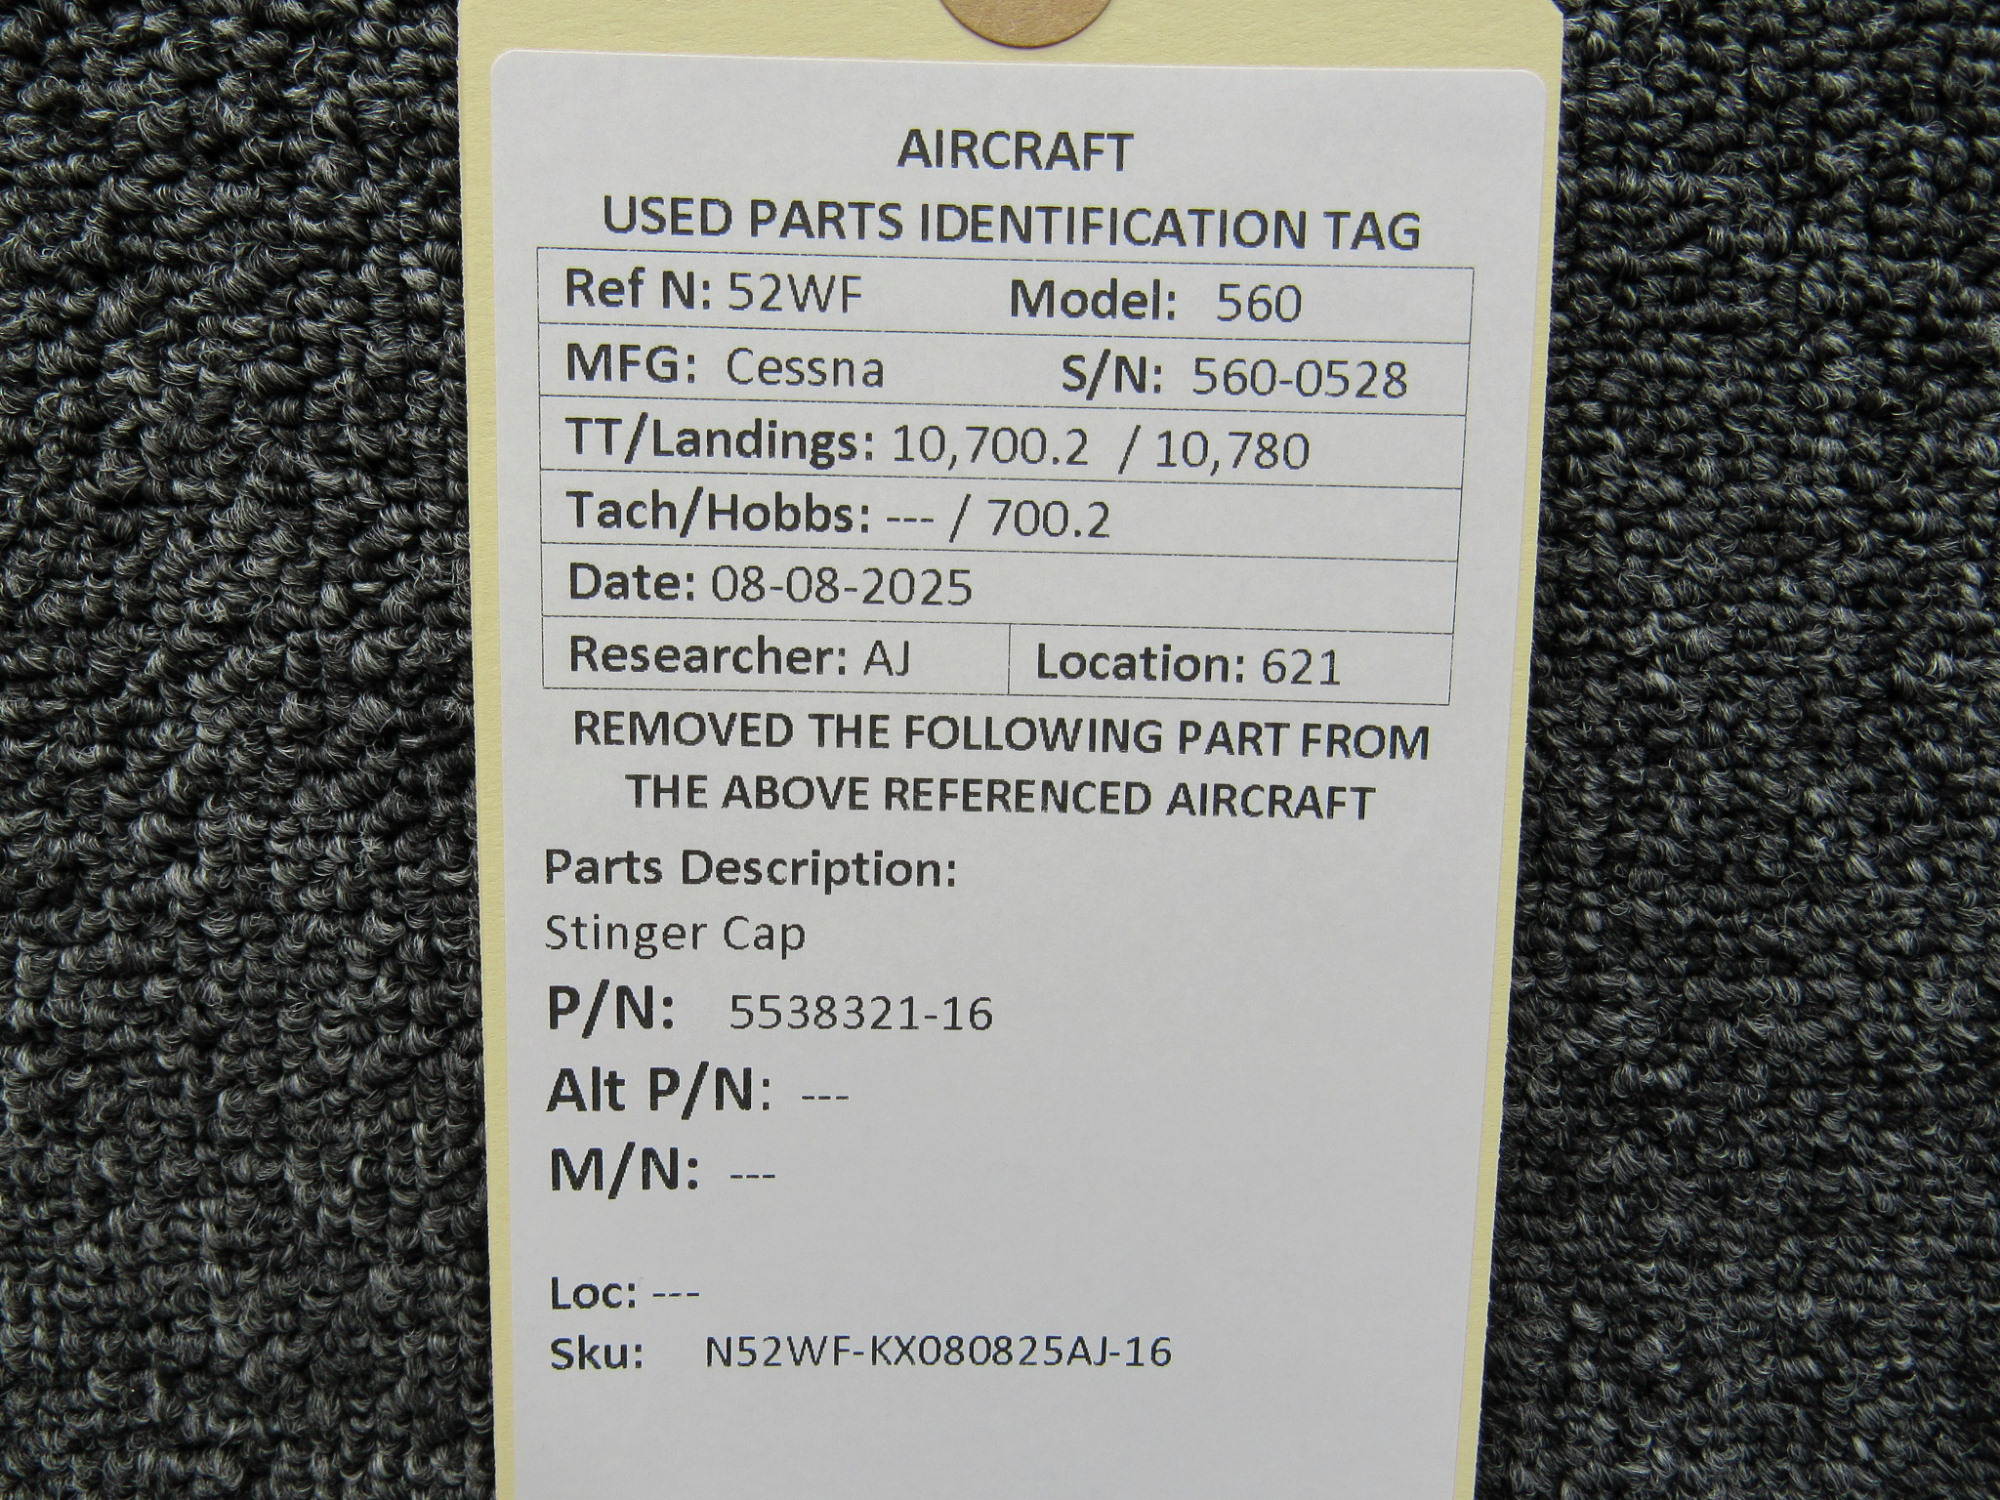 AIRCRAFT
USED PARTS IDENTIFICATION TAG
Ref N: 52WF Model: 560
MFG: Cessna S/N: 560-0528
TT/Landings: 10,700.2 / 10,780
Tach/Hobbs: --- / 700.2
Date: 08-08-2025
Researcher: AJ Location: 621
REMOVED THE FOLLOWING PART FROM
THE ABOVE REFERENCED AIRCRAFT
Parts Description:
Stinger Cap
P/N: 5538321-16
Alt P/N: ---
M/N: ---
Loc: ---
Sku: N52WF-KX080825AJ-16